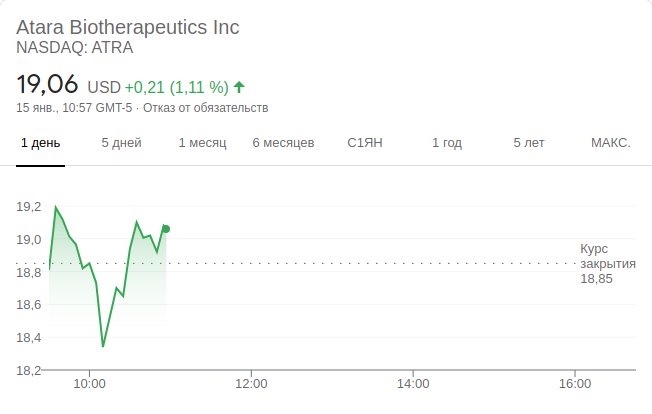 Atara Biotherapeutics Inc
NASDAQ: ATRA
19,06 USD +0,21 (1,11 %)
15 янв., 10:57 GMT-5 · Отказ от обязательств
1 день 5 дней 1 месяц 6 месяцев С1ЯН 1 год 5 лет МАКС.
19,2
19,0
Курс
закрытия
18,85
18,8
18,6
18,4
18,2
10:00 12:00 14:00 16:00